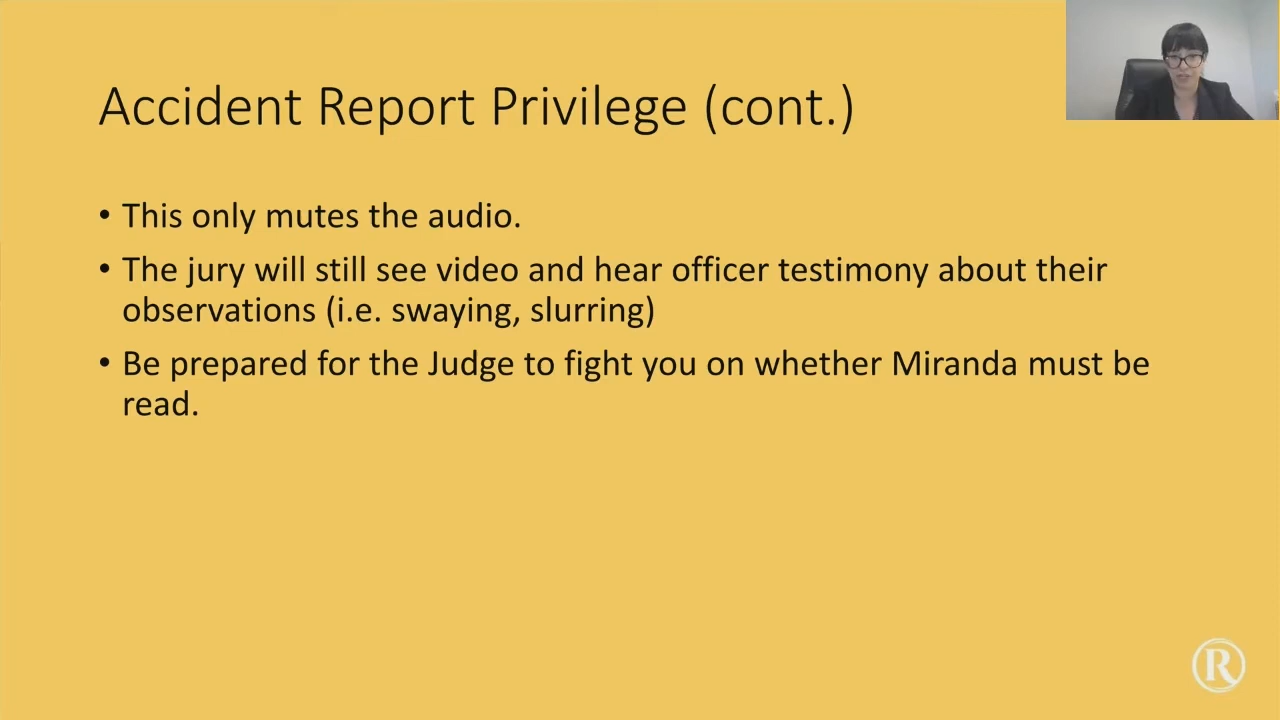 Accident Report Privilege (cont.)
• This only mutes the audio.
• The jury will still see video and hear officer testimony about their
observations (i.e. swaying, slurring)
• Be prepared for the Judge to fight you on whether Miranda must be
read.
R